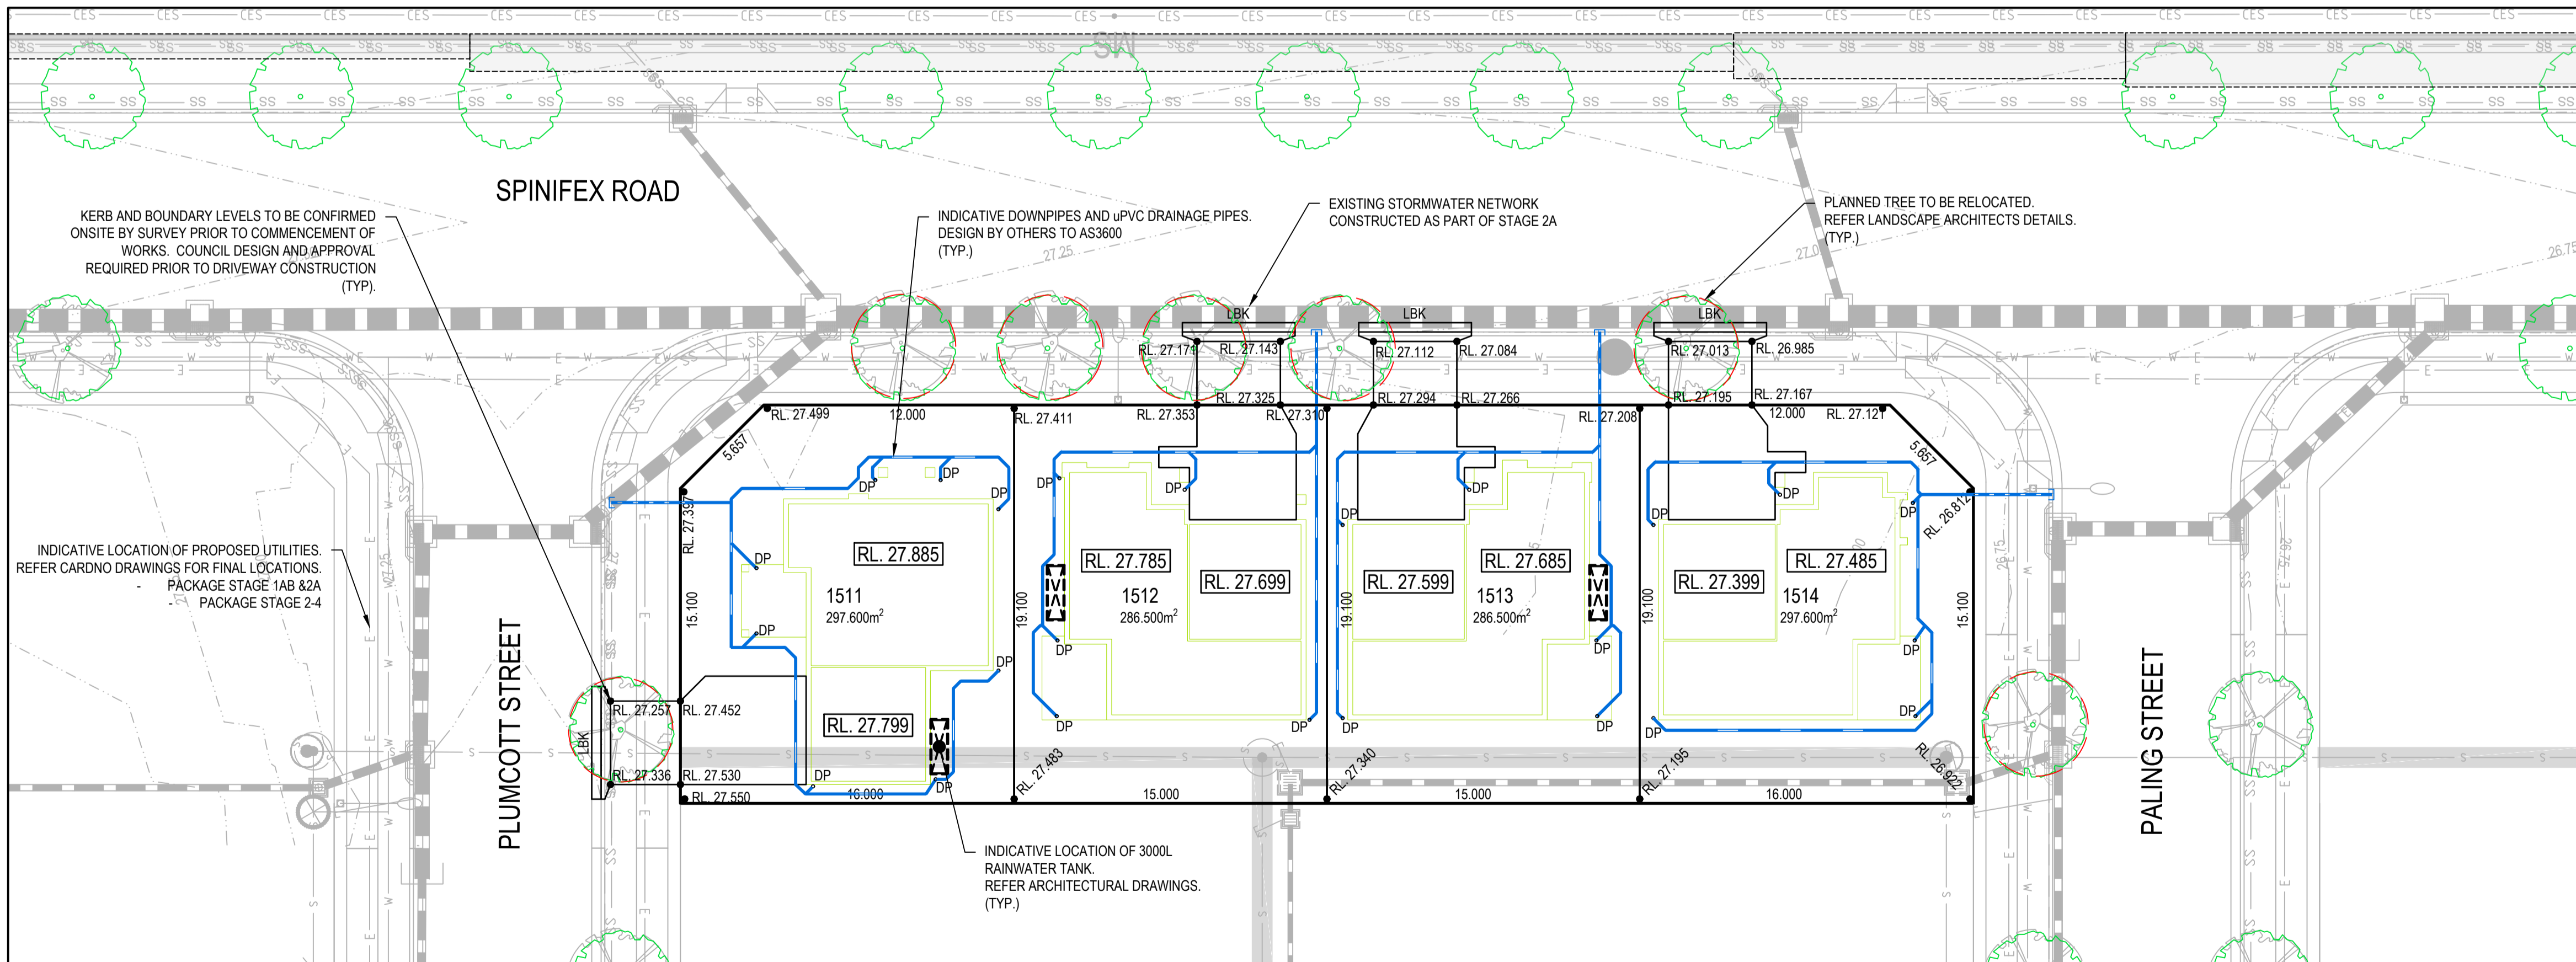 SPINIFEX ROAD
KERB AND BOUNDARY LEVELS TO BE CONFIRMED
ONSITE BY SURVEY PRIOR TO COMMENCEMENT OF
WORKS. COUNCIL DESIGN AND APPROVAL
REQUIRED PRIOR TO DRIVEWAY CONSTRUCTION
(TYP).
INDICATIVE DOWNPIPES AND uPVC DRAINAGE PIPES.
DESIGN BY OTHERS TO AS3600
(TYP.)
EXISTING STORMWATER NETWORK
CONSTRUCTED AS PART OF STAGE 2A
PLANNED TREE TO BE RELOCATED.
REFER LANDSCAPE ARCHITECTS DETAILS.
(TYP.)
27.25
26.75
LBK
LBK
LBK
RL. 27.171
RL. 27.143
RL. 27.112
RL. 27.084
RL. 27.013
RL. 26.985
RL. 27.325
RL. 27.294
RL. 27.266
RL. 27.195
RL. 27.167
RL. 27.499
12.000
RL. 27.411
RL. 27.353
RL. 27.310
RL. 27.208
12.000
RL. 27.121
5.657
5.657
RL. 27.397
RL. 26.812
DP
DP
DP
DP
DP
DP
DP
DP
DP
DP
INDICATIVE LOCATION OF PROPOSED UTILITIES.
REFER CARDNO DRAWINGS FOR FINAL LOCATIONS.
- PACKAGE STAGE 1AB &2A
- PACKAGE STAGE 2-4
RL. 27.885
RL. 27.785
RL. 27.699
RL. 27.599
RL. 27.685
RL. 27.399
RL. 27.485
1511
297.600m²
1512
286.500m²
1513
286.500m²
1514
297.600m²
15.100
19.100
19.100
19.100
15.100
PLUMCOTT STREET
PALING STREET
DP
DP
DP
DP
DP
DP
DP
DP
DP
DP
DP
DP
DP
RL. 27.799
LBK
RL. 27.257
RL. 27.452
RL. 27.336
RL. 27.530
RL. 27.550
RL. 27.483
RL. 27.340
RL. 27.195
RL. 26.922
16.000
15.000
15.000
16.000
INDICATIVE LOCATION OF 3000L
RAINWATER TANK.
REFER ARCHITECTURAL DRAWINGS.
(TYP.)